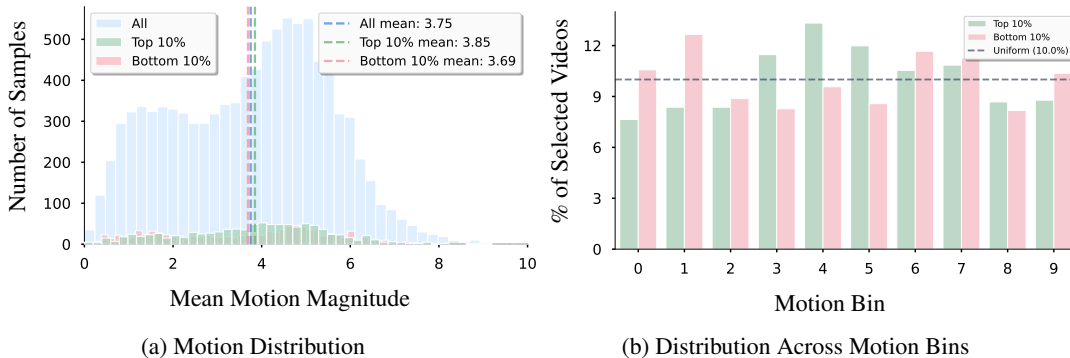 Number of Samples
500
400
300
200
100
0
All
Top 10%
Bottom 10%
All mean: 3.75
Top 10% mean: 3.85
Bottom 10% mean: 3.69
0 2 4 6 8 10
Mean Motion Magnitude
(a) Motion Distribution
% of Selected Videos
12
9
6
3
0
Top 10%
Bottom 10%
Uniform (10.0%)
0 1 2 3 4 5 6 7 8 9
Motion Bin
(b) Distribution Across Motion Bins